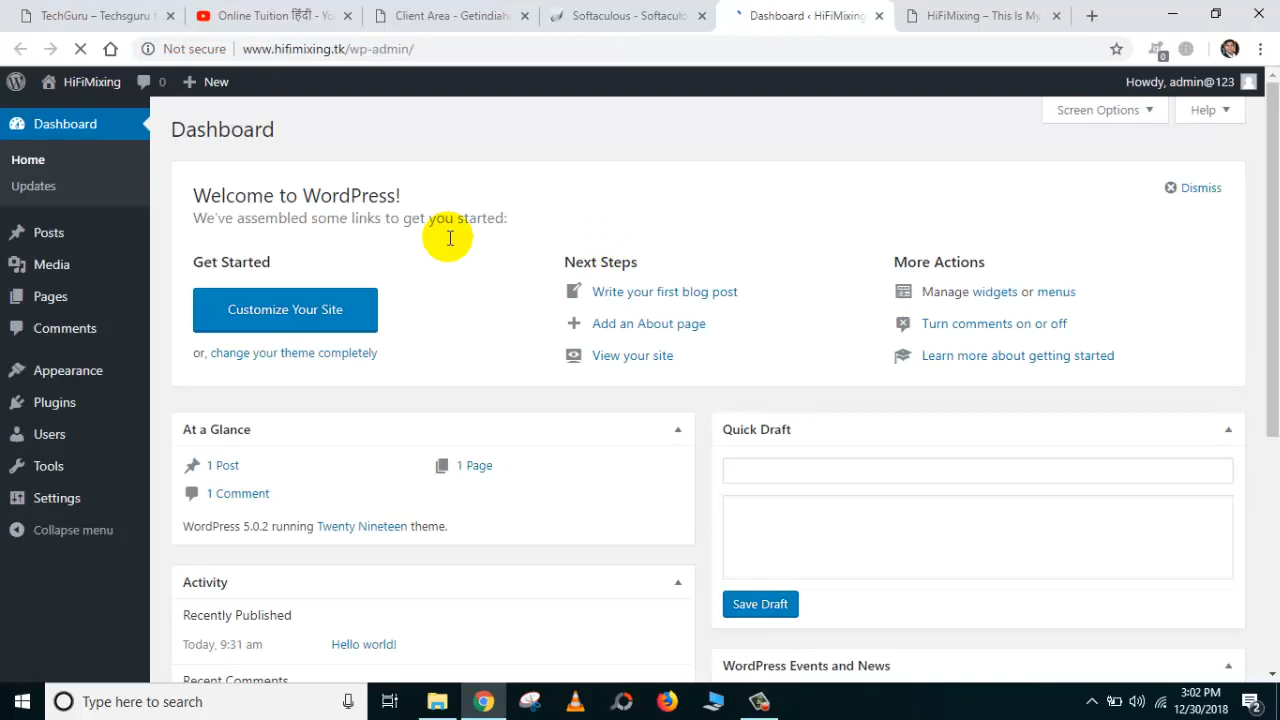 TechGuru - Techsguru - M
Online Tuition हिंदी - Yo
Client Area - Getindiah
Softaculous - Softaculo
Dashboard ‹ HiFiMixing
HiFiMixing – This Is My
Not secure www.hifimixing.tk/wp-admin/
0
HiFiMixing 0 New
Howdy, admin@123
Dashboard
Home
Updates
Posts
Media
Pages
Comments
Appearance
Plugins
Users
Tools
Settings
Collapse menu
Screen Options
Help
Dashboard
Welcome to WordPress!
Dismiss
We've assembled some links to get you started:
Get Started
Customize Your Site
or, change your theme completely
Next Steps
Write your first blog post
Add an About page
View your site
More Actions
Manage widgets or menus
Turn comments on or off
Learn more about getting started
At a Glance
1 Post
1 Page
1 Comment
WordPress 5.0.2 running Twenty Nineteen theme.
Activity
Recently Published
Today, 9:31 am Hello world!
Recent Comments
Quick Draft
Save Draft
WordPress Events and News
Type here to search
3:02 PM
12/30/2018
2